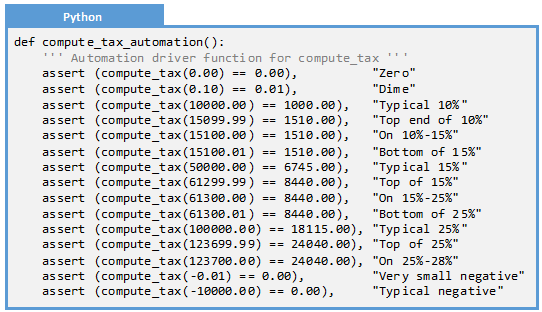 Python
def compute_tax_automation():
    ''' Automation driver function for compute_tax '''
    assert (compute_tax(0.00) == 0.00),          "Zero"
    assert (compute_tax(0.10) == 0.01),          "Dime"
    assert (compute_tax(10000.00) == 1000.00),   "Typical 10%"
    assert (compute_tax(15099.99) == 1510.00),   "Top end of 10%"
    assert (compute_tax(15100.00) == 1510.00),   "On 10%-15%"
    assert (compute_tax(15100.01) == 1510.00),   "Bottom of 15%"
    assert (compute_tax(50000.00) == 6745.00),   "Typical 15%"
    assert (compute_tax(61299.99) == 8440.00),   "Top of 15%"
    assert (compute_tax(61300.00) == 8440.00),   "On 15%-25%"
    assert (compute_tax(61300.01) == 8440.00),   "Bottom of 25%"
    assert (compute_tax(100000.00) == 18115.00), "Typical 25%"
    assert (compute_tax(123699.99) == 24040.00), "Top of 25%"
    assert (compute_tax(123700.00) == 24040.00), "On 25%-28%"
    assert (compute_tax(-0.01) == 0.00),         "Very small negative"
    assert (compute_tax(-10000.00) == 0.00),     "Typical negative"